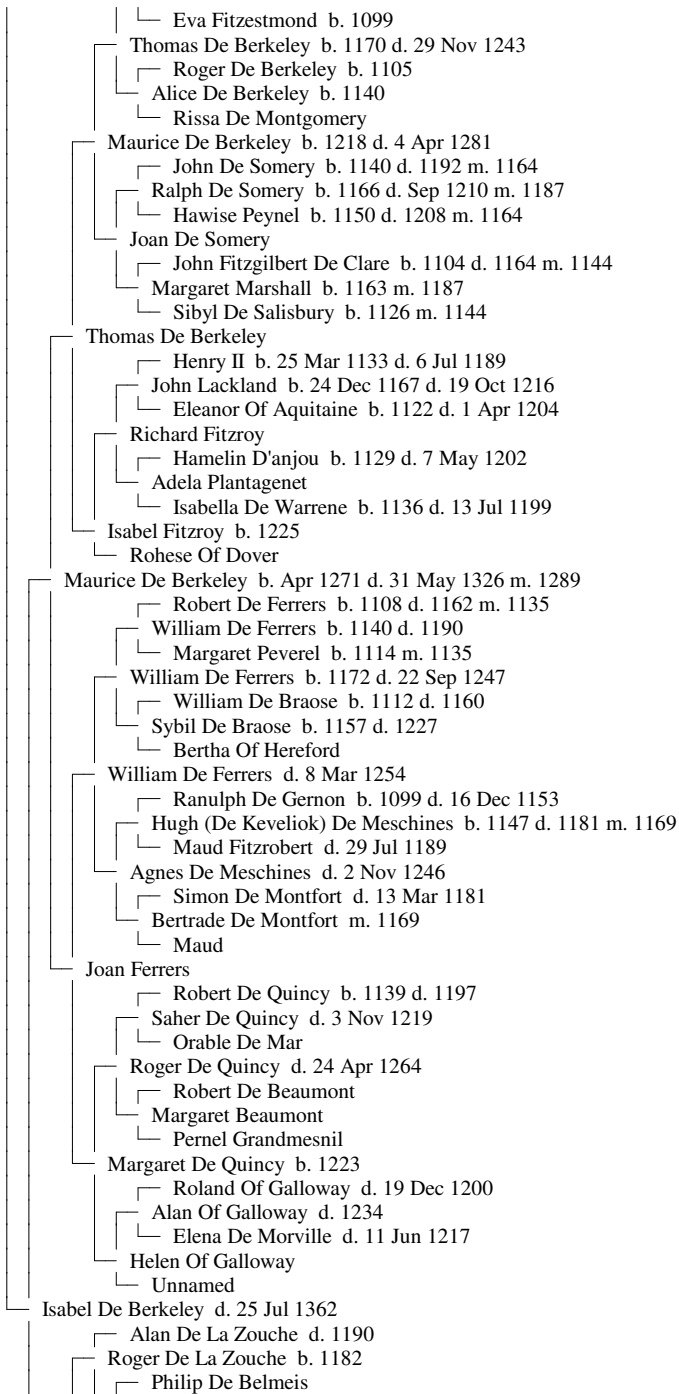 Eva Fitzestmond b. 1099
Thomas De Berkeley b. 1170 d. 29 Nov 1243
Roger De Berkeley b. 1105
Alice De Berkeley b. 1140
Rissa De Montgomery
Maurice De Berkeley b. 1218 d. 4 Apr 1281
John De Somery b. 1140 d. 1192 m. 1164
Ralph De Somery b. 1166 d. Sep 1210 m. 1187
Hawise Peynel b. 1150 d. 1208 m. 1164
Joan De Somery
John Fitzgilbert De Clare b. 1104 d. 1164 m. 1144
Margaret Marshall b. 1163 m. 1187
Sibyl De Salisbury b. 1126 m. 1144
Thomas De Berkeley
Henry II b. 25 Mar 1133 d. 6 Jul 1189
John Lackland b. 24 Dec 1167 d. 19 Oct 1216
Eleanor Of Aquitaine b. 1122 d. 1 Apr 1204
Richard Fitzroy
Hamelin D'anjou b. 1129 d. 7 May 1202
Adela Plantagenet
Isabella De Warrene b. 1136 d. 13 Jul 1199
Isabel Fitzroy b. 1225
Rohese Of Dover
Maurice De Berkeley b. Apr 1271 d. 31 May 1326 m. 1289
Robert De Ferrers b. 1108 d. 1162 m. 1135
William De Ferrers b. 1140 d. 1190
Margaret Peverel b. 1114 m. 1135
William De Ferrers b. 1172 d. 22 Sep 1247
William De Braose b. 1112 d. 1160
Sybil De Braose b. 1157 d. 1227
Bertha Of Hereford
William De Ferrers d. 8 Mar 1254
Ranulph De Gernon b. 1099 d. 16 Dec 1153
Hugh (De Keveliok) De Meschines b. 1147 d. 1181 m. 1169
Maud Fitzrobert d. 29 Jul 1189
Agnes De Meschines d. 2 Nov 1246
Simon De Montfort d. 13 Mar 1181
Bertrade De Montfort m. 1169
Maud
Joan Ferrers
Robert De Quincy b. 1139 d. 1197
Saher De Quincy d. 3 Nov 1219
Orable De Mar
Roger De Quincy d. 24 Apr 1264
Robert De Beaumont
Margaret Beaumont
Pernel Grandmesnil
Margaret De Quincy b. 1223
Roland Of Galloway d. 19 Dec 1200
Alan Of Galloway d. 1234
Elena De Morville d. 11 Jun 1217
Helen Of Galloway
Unnamed
Isabel De Berkeley d. 25 Jul 1362
Alan De La Zouche d. 1190
Roger De La Zouche b. 1182
Philip De Belmeis